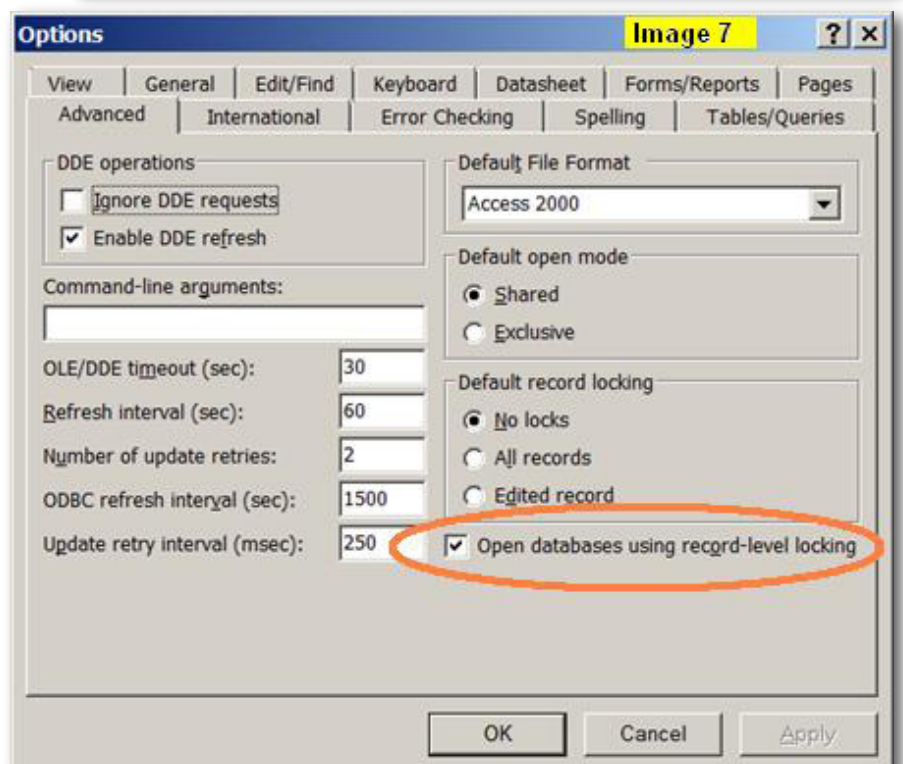 Options
Image 7
View
General
Edit/Find
Keyboard
Datasheet
Forms/Reports
Pages
Advanced
International
Error Checking
Spelling
Tables/Queries
DDE operations
Ignore DDE requests
Enable DDE refresh
Command-line arguments:
OLE/DDE timeout (sec):
30
Refresh interval (sec):
60
Number of update retries:
2
ODBC refresh interval (sec):
1500
Update retry interval (msec):
250
Default File Format
Access 2000
Default open mode
Shared
Exclusive
Default record locking
No locks
All records
Edited record
Open databases using record-level locking
OK
Cancel
Apply